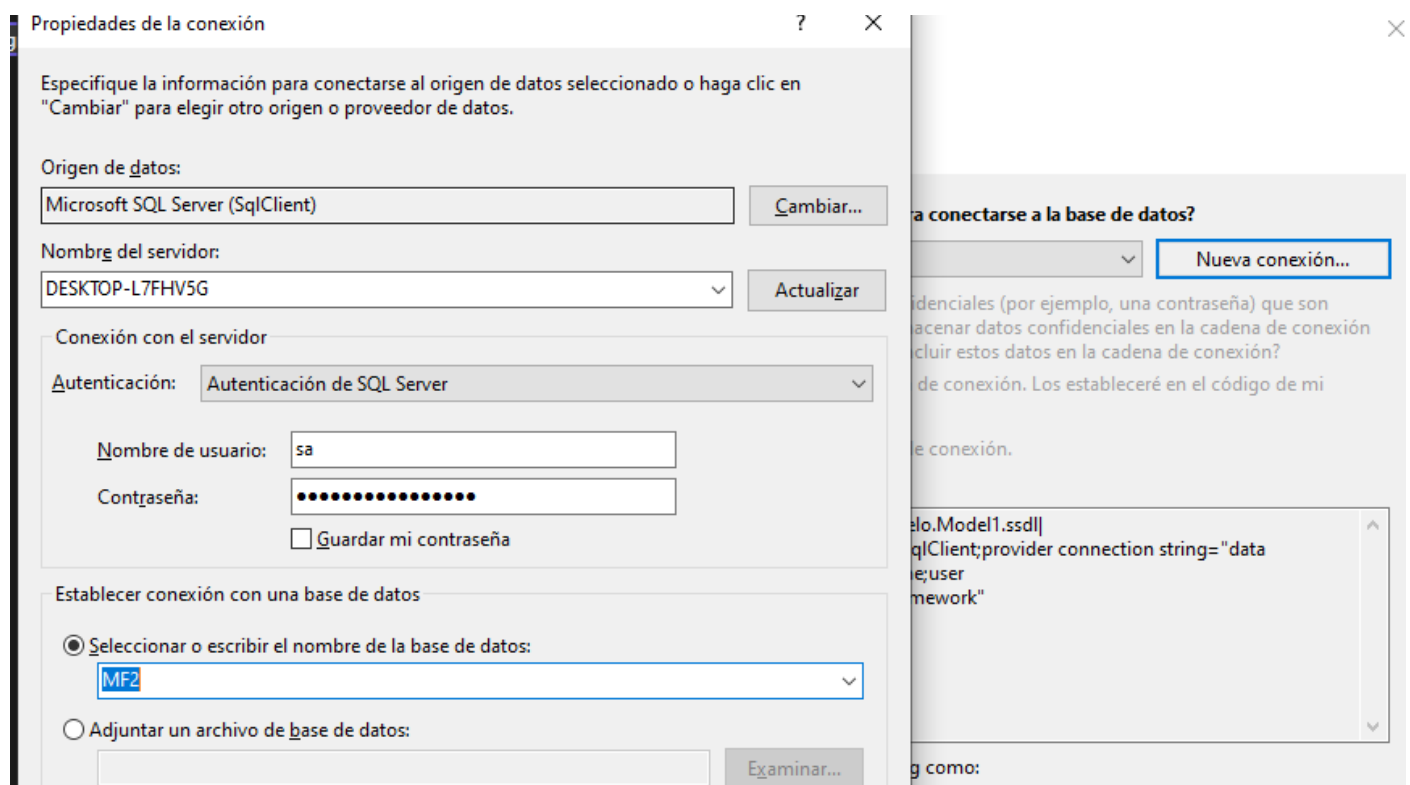 Propiedades de la conexión
Especifique la información para conectarse al origen de datos seleccionado o haga clic en
"Cambiar" para elegir otro origen o proveedor de datos.
Origen de datos:
Microsoft SQL Server (SqlClient)
Cambiar...
Nombre del servidor:
DESKTOP-L7FHV5G
Actualizar
Conexión con el servidor
Autenticación:
Autenticación de SQL Server
Nombre de usuario:
sa
Contraseña:
Guardar mi contraseña
Establecer conexión con una base de datos
Seleccionar o escribir el nombre de la base de datos:
MF2
Adjuntar un archivo de base de datos:
Examinar...
a conectarse a la base de datos?
Nueva conexión...
idenciales (por ejemplo, una contraseña) que son
acenar datos confidenciales en la cadena de conexión
cluir estos datos en la cadena de conexión?
de conexión. Los estableceré en el código de mi
de conexión.
elo.Model1.ssdl|
qlClient;provider connection string="data
e;user
mework"
g como: